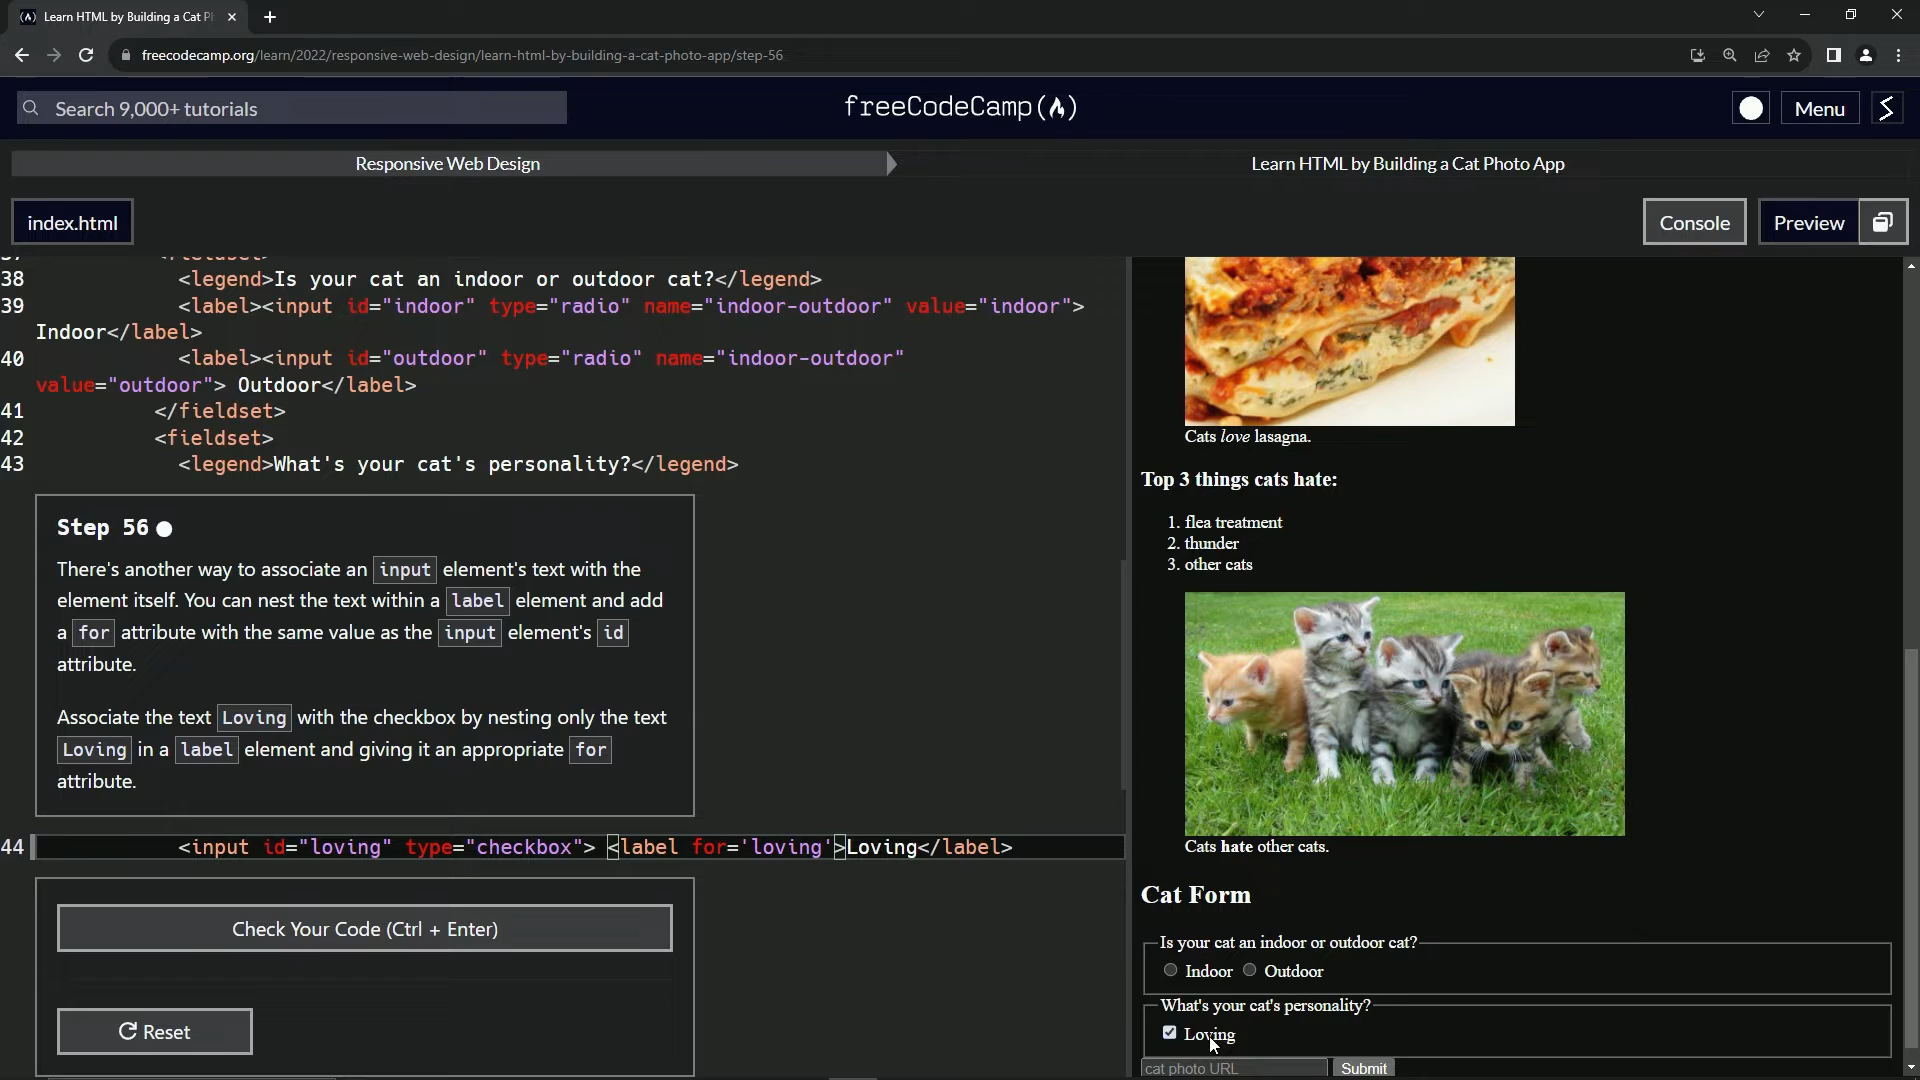 Learn HTML by Building a Cat P
freecodecamp.org/learn/2022/responsive-web-design/learn-html-by-building-a-cat-photo-app/step-56
Search 9,000+ tutorials
freeCodeCamp
Menu
Responsive Web Design
Learn HTML by Building a Cat Photo App
index.html
Console
Preview
38 <legend>Is your cat an indoor or outdoor cat?</legend>
39 <label><input id="indoor" type="radio" name="indoor-outdoor" value="indoor">
Indoor</label>
40 <label><input id="outdoor" type="radio" name="indoor-outdoor"
value="outdoor"> Outdoor</label>
41 </fieldset>
42 <fieldset>
43 <legend>What's your cat's personality?</legend>
Step 56
There's another way to associate an input element's text with the
element itself. You can nest the text within a label element and add
a for attribute with the same value as the input element's id
attribute.
Associate the text Loving with the checkbox by nesting only the text
Loving in a label element and giving it an appropriate for
attribute.
44 <input id="loving" type="checkbox"> <label for='loving'>Loving</label>
Check Your Code (Ctrl + Enter)
Reset
Cats love lasagna.
Top 3 things cats hate:
1. flea treatment
2. thunder
3. other cats
Cats hate other cats.
Cat Form
Is your cat an indoor or outdoor cat?
Indoor Outdoor
What's your cat's personality?
Loving
cat photo URL
Submit